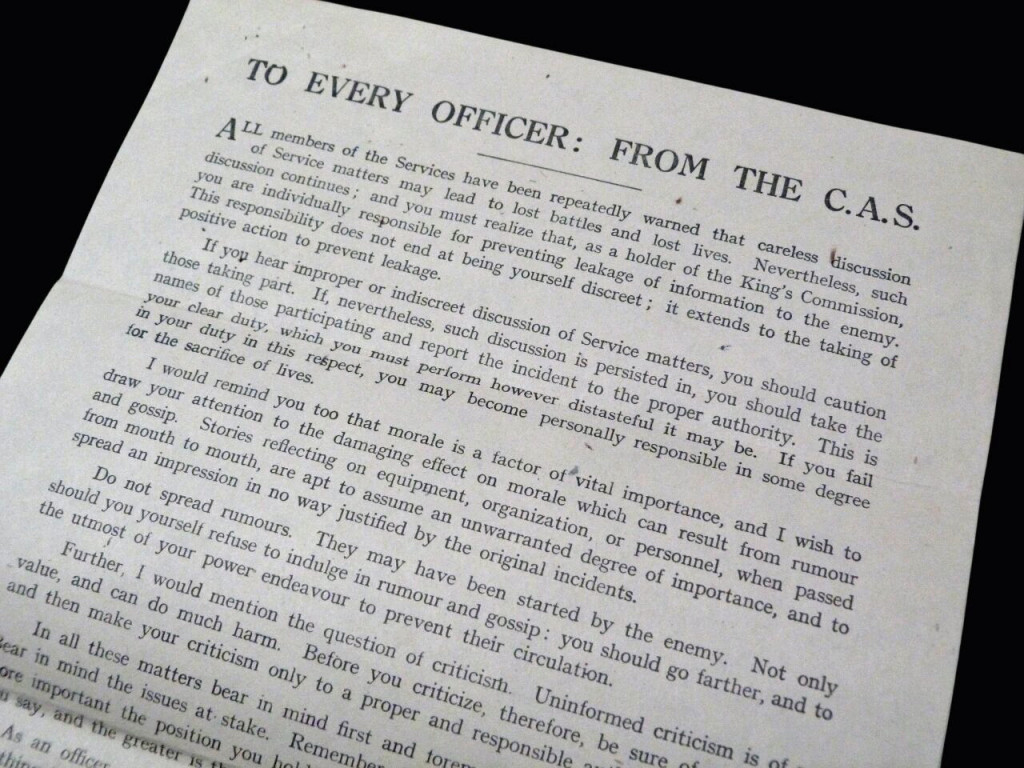 TO EVERY OFFICER: FROM THE C.A.S.
ALL members of the Services have been repeatedly warned that careless discussion
of Service matters may lead to lost battles and lost lives. Nevertheless, such
discussion continues; and you must realize that, as a holder of the King's Commission,
you are individually responsible for preventing leakage of information to the enemy.
This responsibility does not end at being yourself discreet; it extends to the taking of
positive action to prevent leakage.
If you hear improper or indiscreet discussion of Service matters, you should caution
those taking part. If, nevertheless, such discussion is persisted in, you should take the
names of those participating and report the incident to the proper authority. This is
your clear duty, which you must perform however distasteful it may be. If you fail
in your duty in this respect, you may become personally responsible in some degree
for the sacrifice of lives.
I would remind you too that morale is a factor of vital importance, and I wish to
draw your attention to the damaging effect on morale which can result from rumour
and gossip. Stories reflecting on equipment, organization, or personnel, when passed
from mouth to mouth, are apt to assume an unwarranted degree of importance, and to
spread an impression in no way justified by the original incidents.
Do not spread rumours. They may have been started by the enemy. Not only
should you yourself refuse to indulge in rumour and gossip: you should go farther, and to
the utmost of your power endeavour to prevent their circulation.
Further, I would mention the question of criticism. Uninformed criticism is of
value, and can do much harm. Before you criticize, therefore, be sure of
and then make your criticism only to a proper and responsible
In all these matters bear in mind first and
Bear in mind the issues at stake. Remember
important the position you
say, and the greater is
As an officer